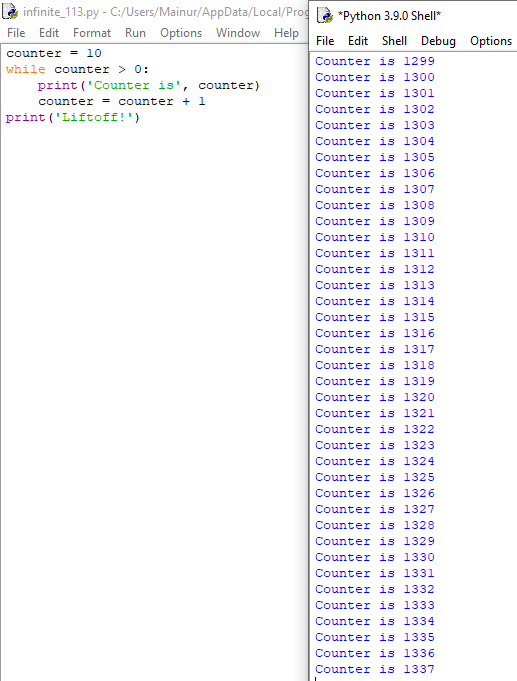 infinite_113.py - C:/Users/Mainur/AppData/Local/Prog
File Edit Format Run Options Window Help
counter = 10
while counter > 0:
    print('Counter is', counter)
    counter = counter + 1
print('Liftoff!')
*Python 3.9.0 Shell*
File Edit Shell Debug Options
Counter is 1299
Counter is 1300
Counter is 1301
Counter is 1302
Counter is 1303
Counter is 1304
Counter is 1305
Counter is 1306
Counter is 1307
Counter is 1308
Counter is 1309
Counter is 1310
Counter is 1311
Counter is 1312
Counter is 1313
Counter is 1314
Counter is 1315
Counter is 1316
Counter is 1317
Counter is 1318
Counter is 1319
Counter is 1320
Counter is 1321
Counter is 1322
Counter is 1323
Counter is 1324
Counter is 1325
Counter is 1326
Counter is 1327
Counter is 1328
Counter is 1329
Counter is 1330
Counter is 1331
Counter is 1332
Counter is 1333
Counter is 1334
Counter is 1335
Counter is 1336
Counter is 1337